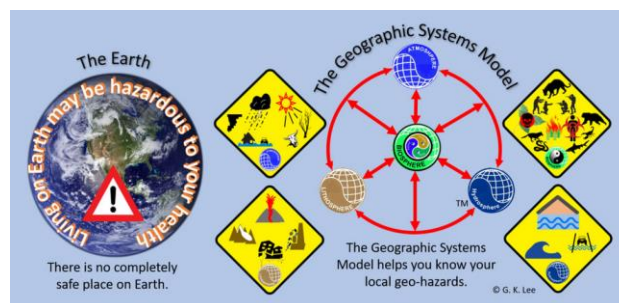 The Earth
Living on Earth may be hazardous to your health
There is no completely
safe place on Earth.
The Geographic Systems Model
ATMOSPHERE
BIOSPHERE
LITHOSPHERE
HYDROSPHERE
TM
The Geographic Systems
Model helps you know your
local geo-hazards.
© G. K. Lee